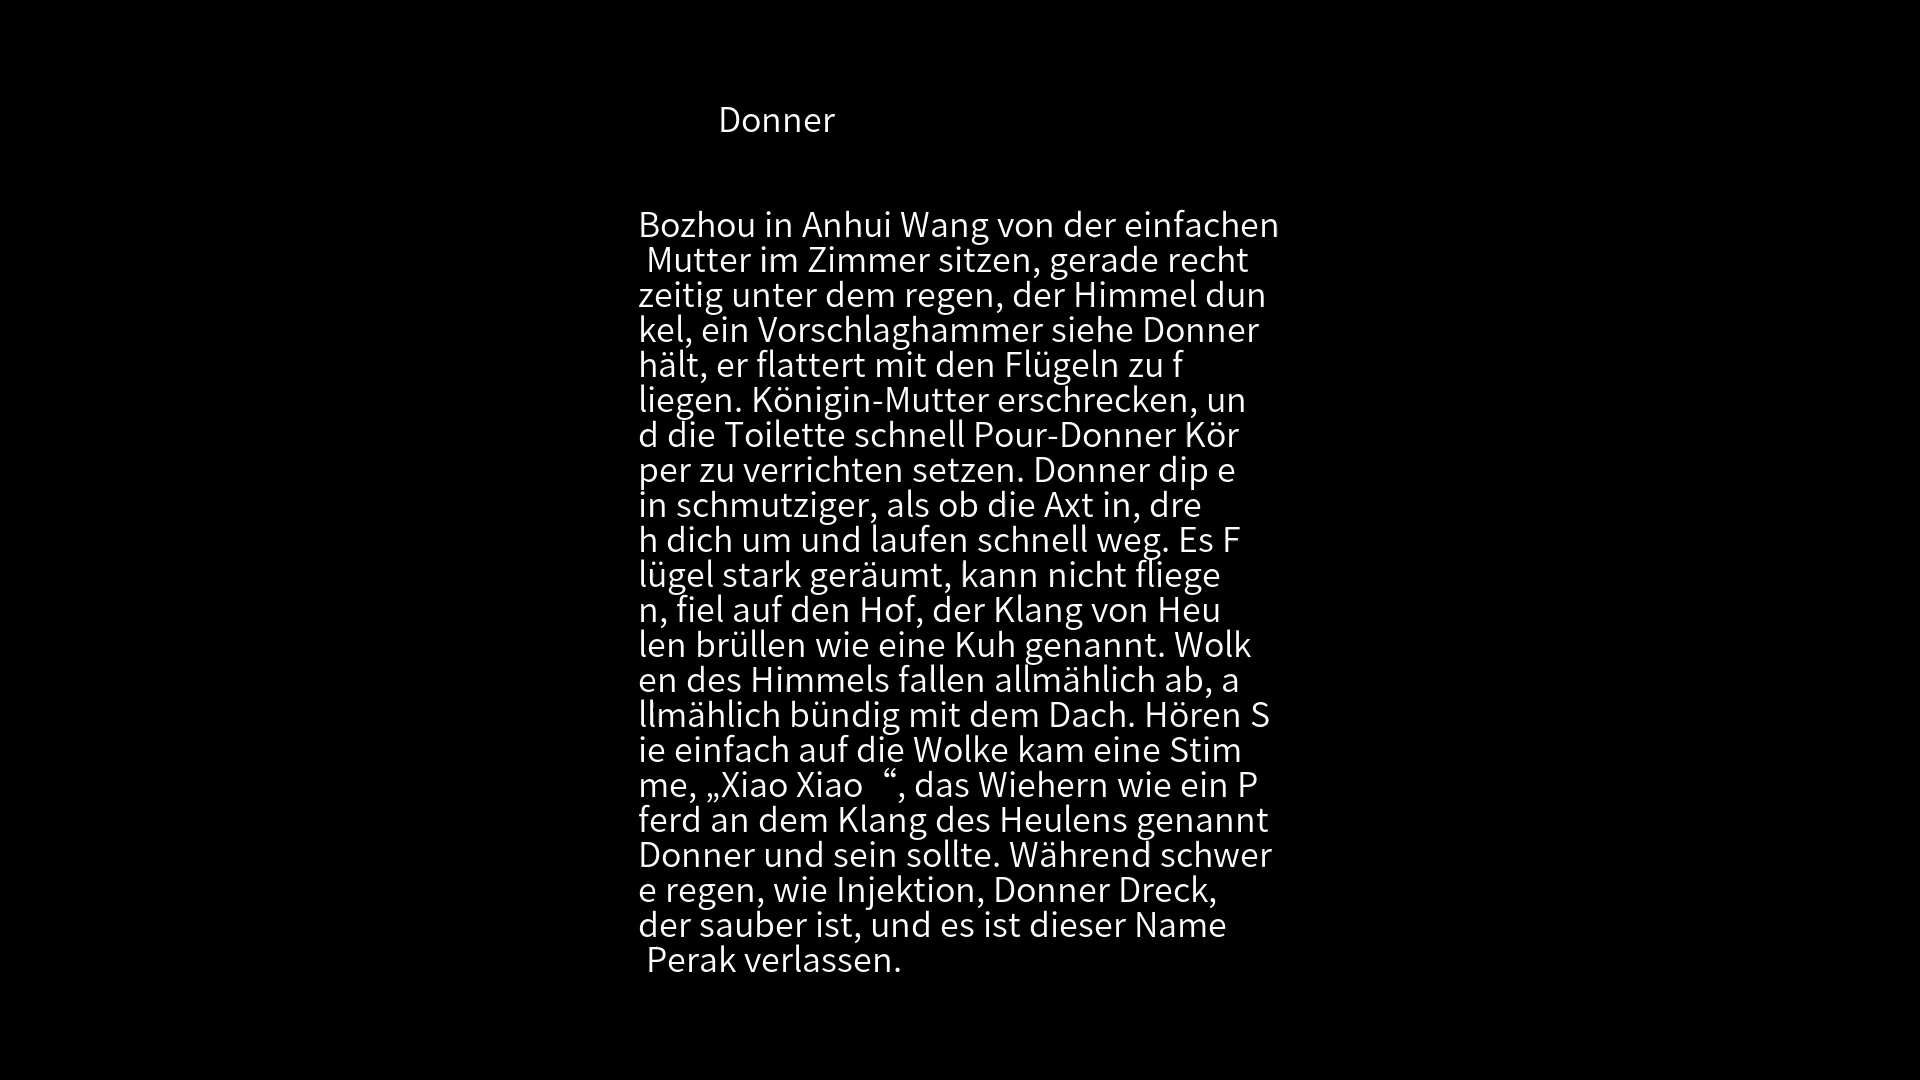 Donner
Bozhou in Anhui Wang von der einfachen
Mutter im Zimmer sitzen, gerade recht
zeitig unter dem regen, der Himmel dun
kel, ein Vorschlaghammer siehe Donner
hält, er flattert mit den Flügeln zu f
liegen. Königin-Mutter erschrecken, un
d die Toilette schnell Pour-Donner Kör
per zu verrichten setzen. Donner dip e
in schmutziger, als ob die Axt in, dre
h dich um und laufen schnell weg. Es F
lügel stark geräumt, kann nicht fliege
n, fiel auf den Hof, der Klang von Heu
len brüllen wie eine Kuh genannt. Wolk
en des Himmels fallen allmählich ab, a
llmählich bündig mit dem Dach. Hören S
ie einfach auf die Wolke kam eine Stim
me, „Xiao Xiao “, das Wiehern wie ein P
ferd an dem Klang des Heulens genannt
Donner und sein sollte. Während schwer
e regen, wie Injektion, Donner Dreck,
der sauber ist, und es ist dieser Name
Perak verlassen.